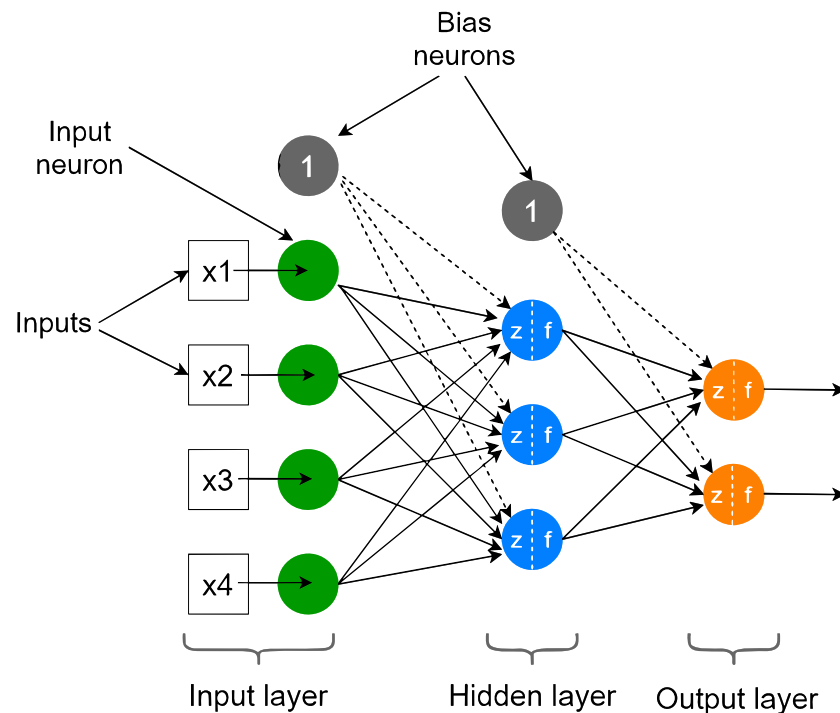 Bias
neurons
Input
neuron
1
1
Inputs
x1
x2
x3
x4
z f
z f
z f
z f
z f
Input layer
Hidden layer
Output layer